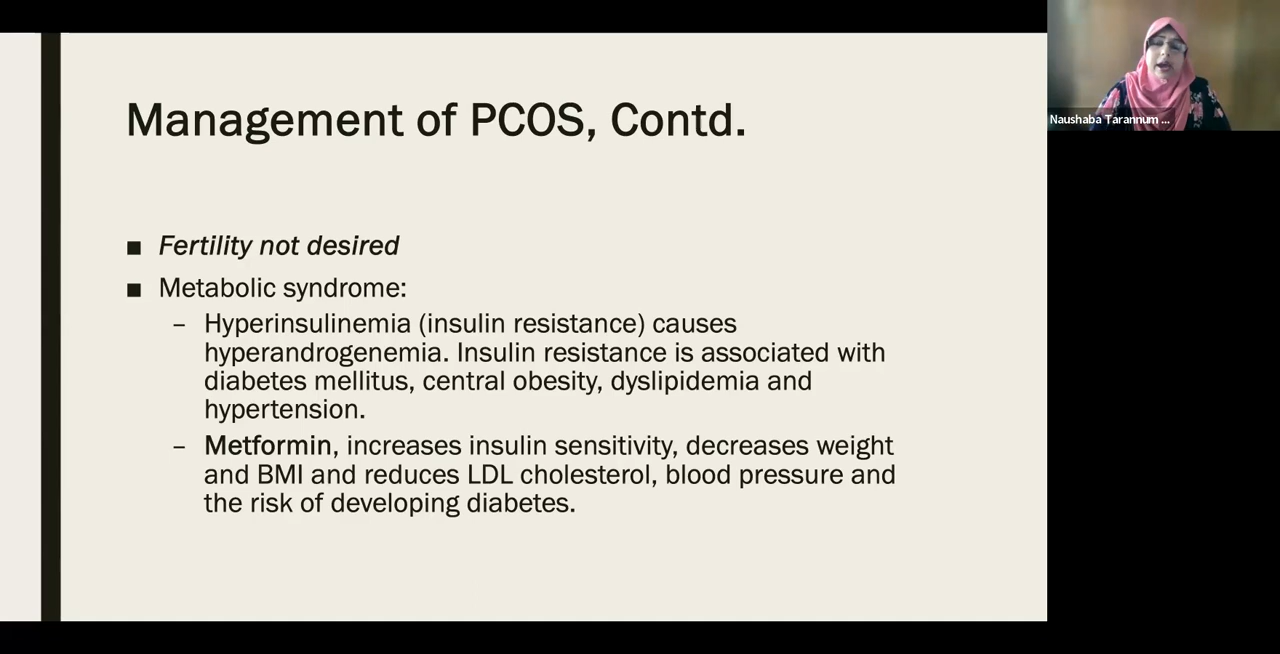 Management of PCOS, Contd.
■ Fertility not desired
■ Metabolic syndrome:
– Hyperinsulinemia (insulin resistance) causes
hyperandrogenemia. Insulin resistance is associated with
diabetes mellitus, central obesity, dyslipidemia and
hypertension.
– Metformin, increases insulin sensitivity, decreases weight
and BMI and reduces LDL cholesterol, blood pressure and
the risk of developing diabetes.
Naushaba Tarannum ...